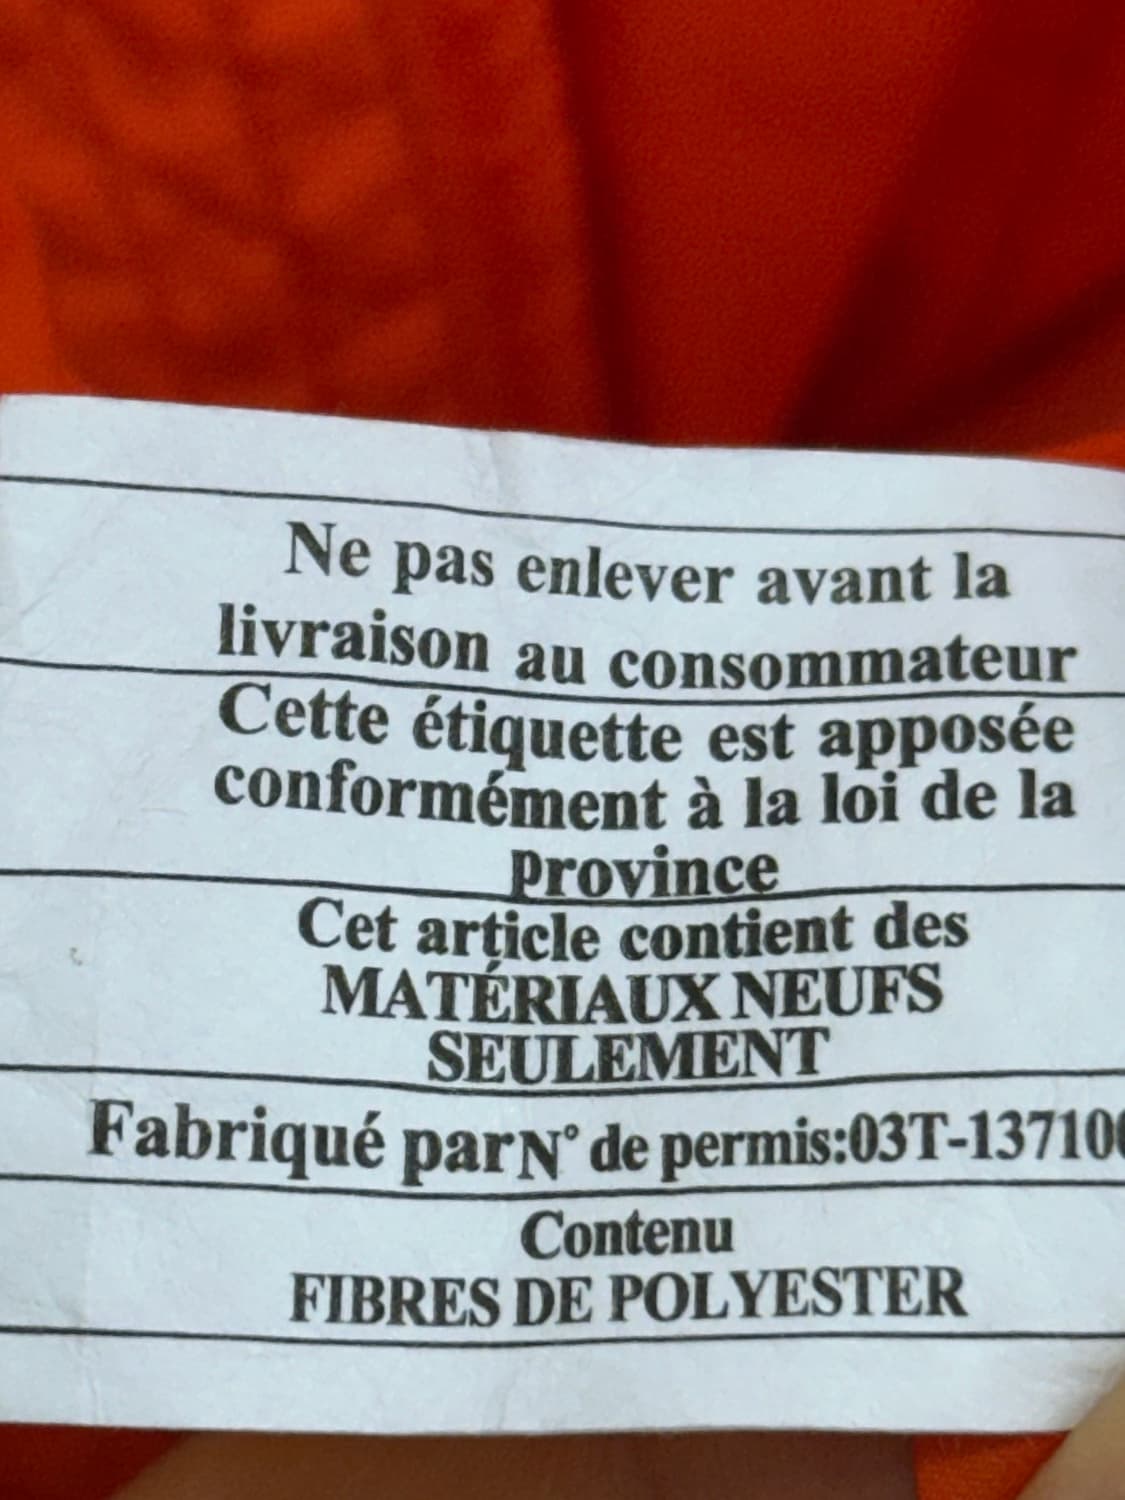 Ne pas enlever avant la
livraison au consommateur
Cette étiquette est apposée
conformément à la loi de la
province
Cet article contient des
MATÉRIAUX NEUFS
SEULEMENT
Fabriqué par N° de permis:03T-13710
Contenu
FIBRES DE POLYESTER